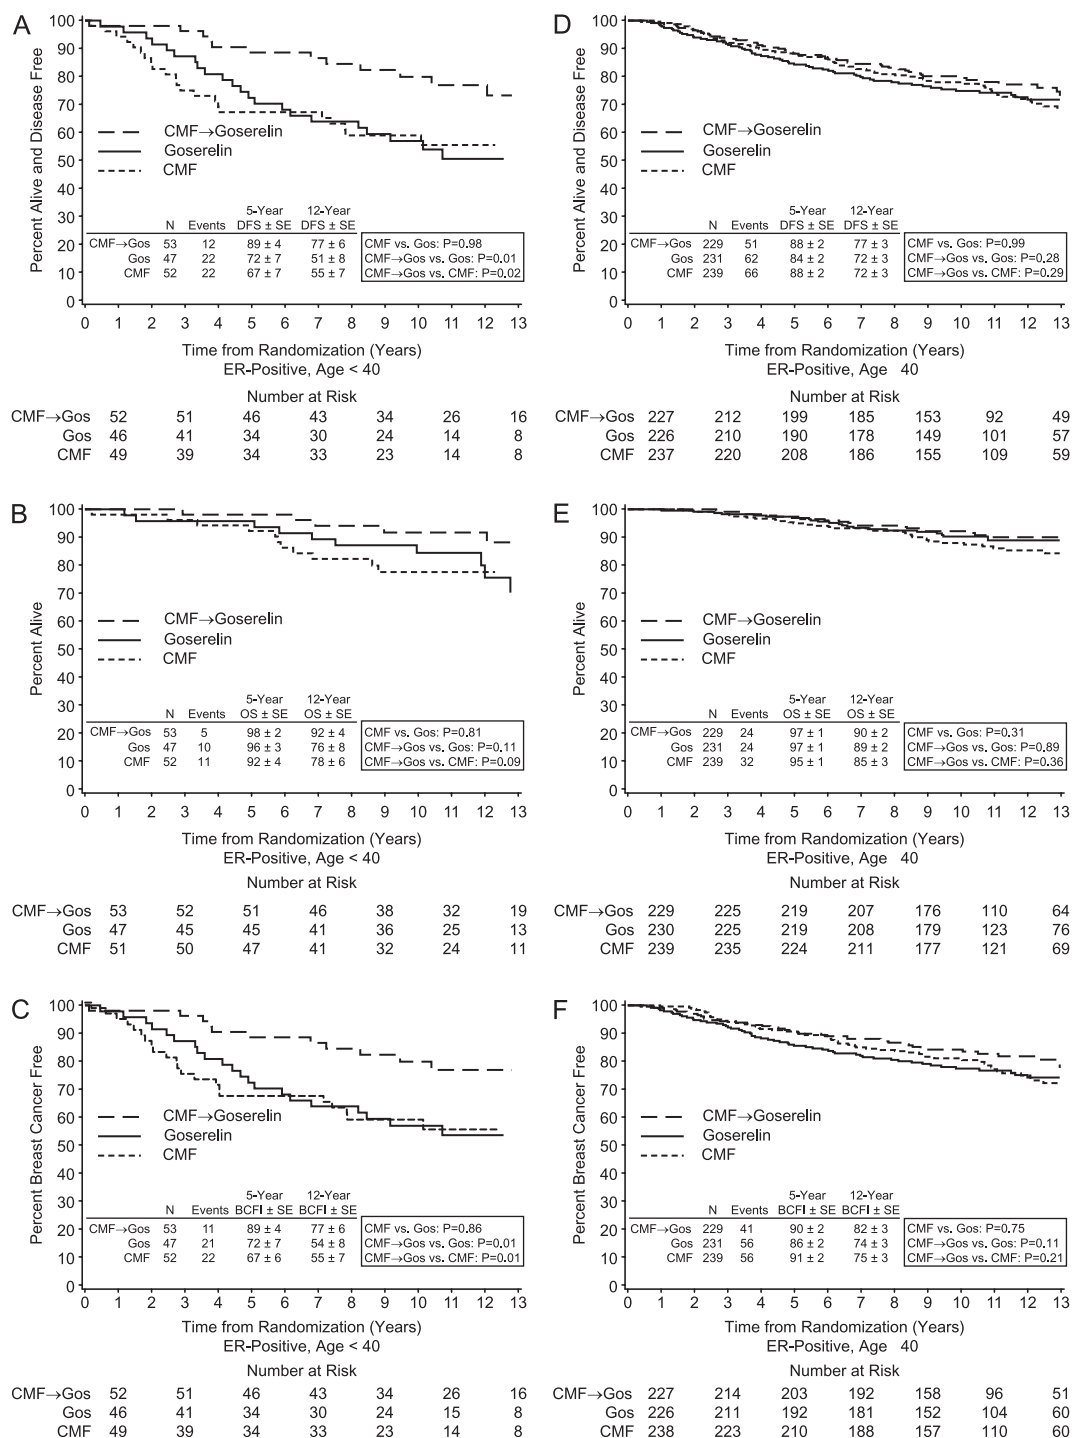 A
Percent Alive and Disease Free
100
90
80
70
60
50
40
30
20
10
0
CMF→Goserelin
Goserelin
CMF
5-Year 12-Year
N Events DFS ± SE DFS ± SE
CMF→Gos 53 12 89 ± 4 77 ± 6
Gos 47 22 72 ± 7 51 ± 8
CMF 52 22 67 ± 7 55 ± 7
CMF vs. Gos: P=0.98
CMF→Gos vs. Gos: P=0.01
CMF→Gos vs. CMF: P=0.02
0 1 2 3 4 5 6 7 8 9 10 11 12 13
Time from Randomization (Years)
ER-Positive, Age < 40
Number at Risk
CMF→Gos 52 51 46 43 34 26 16
Gos 46 41 34 30 24 14 8
CMF 49 39 34 33 23 14 8
D
Percent Alive and Disease Free
100
90
80
70
60
50
40
30
20
10
0
CMF→Goserelin
Goserelin
CMF
5-Year 12-Year
N Events DFS ± SE DFS ± SE
CMF→Gos 229 51 88 ± 2 77 ± 3
Gos 231 62 84 ± 2 72 ± 3
CMF 239 66 88 ± 2 72 ± 3
CMF vs. Gos: P=0.99
CMF→Gos vs. Gos: P=0.28
CMF→Gos vs. CMF: P=0.29
0 1 2 3 4 5 6 7 8 9 10 11 12 13
Time from Randomization (Years)
ER-Positive, Age 40
Number at Risk
CMF→Gos 227 212 199 185 153 92 49
Gos 226 210 190 178 149 101 57
CMF 237 220 208 186 155 109 59
B
Percent Alive
100
90
80
70
60
50
40
30
20
10
0
CMF→Goserelin
Goserelin
CMF
5-Year 12-Year
N Events OS ± SE OS ± SE
CMF→Gos 53 5 98 ± 2 92 ± 4
Gos 47 10 96 ± 3 76 ± 8
CMF 52 11 92 ± 4 78 ± 6
CMF vs. Gos: P=0.81
CMF→Gos vs. Gos: P=0.11
CMF→Gos vs. CMF: P=0.09
0 1 2 3 4 5 6 7 8 9 10 11 12 13
Time from Randomization (Years)
ER-Positive, Age < 40
Number at Risk
CMF→Gos 53 52 51 46 38 32 19
Gos 47 45 45 41 36 25 13
CMF 51 50 47 41 32 24 11
E
Percent Alive
100
90
80
70
60
50
40
30
20
10
0
CMF→Goserelin
Goserelin
CMF
5-Year 12-Year
N Events OS ± SE OS ± SE
CMF→Gos 229 24 97 ± 1 90 ± 2
Gos 231 24 97 ± 1 89 ± 2
CMF 239 32 95 ± 1 85 ± 3
CMF vs. Gos: P=0.31
CMF→Gos vs. Gos: P=0.89
CMF→Gos vs. CMF: P=0.36
0 1 2 3 4 5 6 7 8 9 10 11 12 13
Time from Randomization (Years)
ER-Positive, Age 40
Number at Risk
CMF→Gos 229 225 219 207 176 110 64
Gos 230 225 219 208 179 123 76
CMF 239 235 224 211 177 121 69
C
Percent Breast Cancer Free
100
90
80
70
60
50
40
30
20
10
0
CMF→Goserelin
Goserelin
CMF
5-Year 12-Year
N Events BCFI ± SE BCFI ± SE
CMF→Gos 53 11 89 ± 4 77 ± 6
Gos 47 21 72 ± 7 54 ± 8
CMF 52 22 67 ± 6 55 ± 7
CMF vs. Gos: P=0.86
CMF→Gos vs. Gos: P=0.01
CMF→Gos vs. CMF: P=0.01
0 1 2 3 4 5 6 7 8 9 10 11 12 13
Time from Randomization (Years)
ER-Positive, Age < 40
Number at Risk
CMF→Gos 52 51 46 43 34 26 16
Gos 46 41 34 30 24 15 8
CMF 49 39 34 33 23 14 8
F
Percent Breast Cancer Free
100
90
80
70
60
50
40
30
20
10
0
CMF→Goserelin
Goserelin
CMF
5-Year 12-Year
N Events BCFI ± SE BCFI ± SE
CMF→Gos 229 41 90 ± 2 82 ± 3
Gos 231 56 86 ± 2 74 ± 3
CMF 239 56 91 ± 2 75 ± 3
CMF vs. Gos: P=0.75
CMF→Gos vs. Gos: P=0.11
CMF→Gos vs. CMF: P=0.21
0 1 2 3 4 5 6 7 8 9 10 11 12 13
Time from Randomization (Years)
ER-Positive, Age 40
Number at Risk
CMF→Gos 227 214 203 192 158 96 51
Gos 226 211 192 181 152 104 60
CMF 238 223 210 188 157 110 60